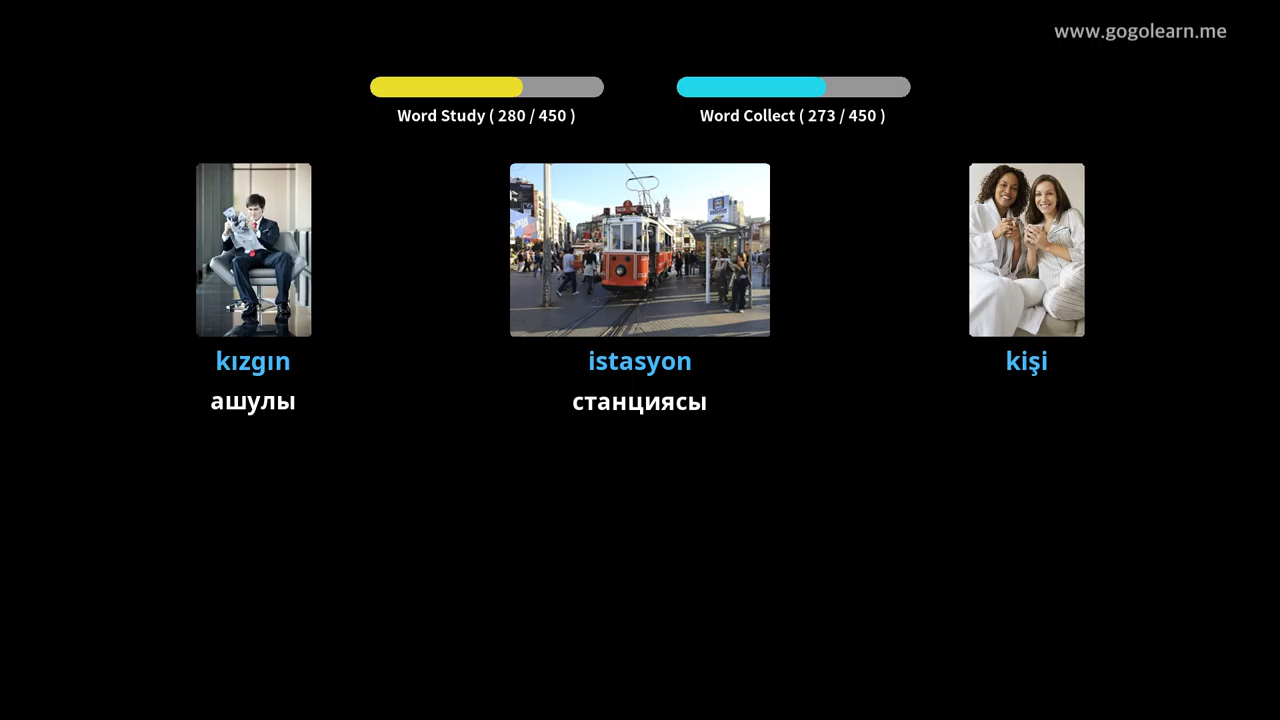 www.gogolearn.me
Word Study ( 280 / 450 )
Word Collect ( 273 / 450 )
kızgın
istasyon
kişi
ашулы
станциясы